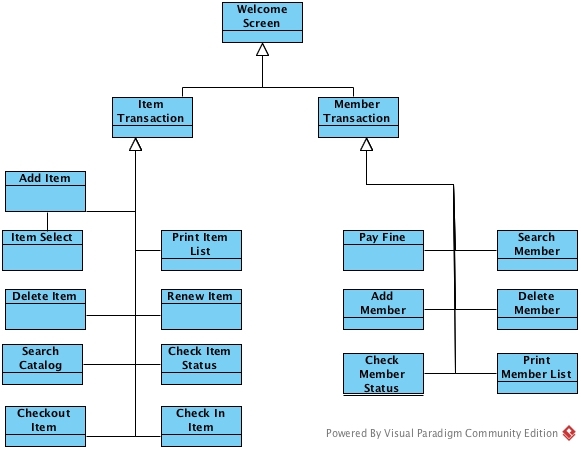 Welcome
Screen
Item
Transaction
Member
Transaction
Add Item
Item Select
Print Item
List
Pay Fine
Search
Member
Delete Item
Renew Item
Add
Member
Delete
Member
Search
Catalog
Check Item
Status
Check
Member
Status
Print
Member List
Checkout
Item
Check In
Item
Powered By Visual Paradigm Community Edition